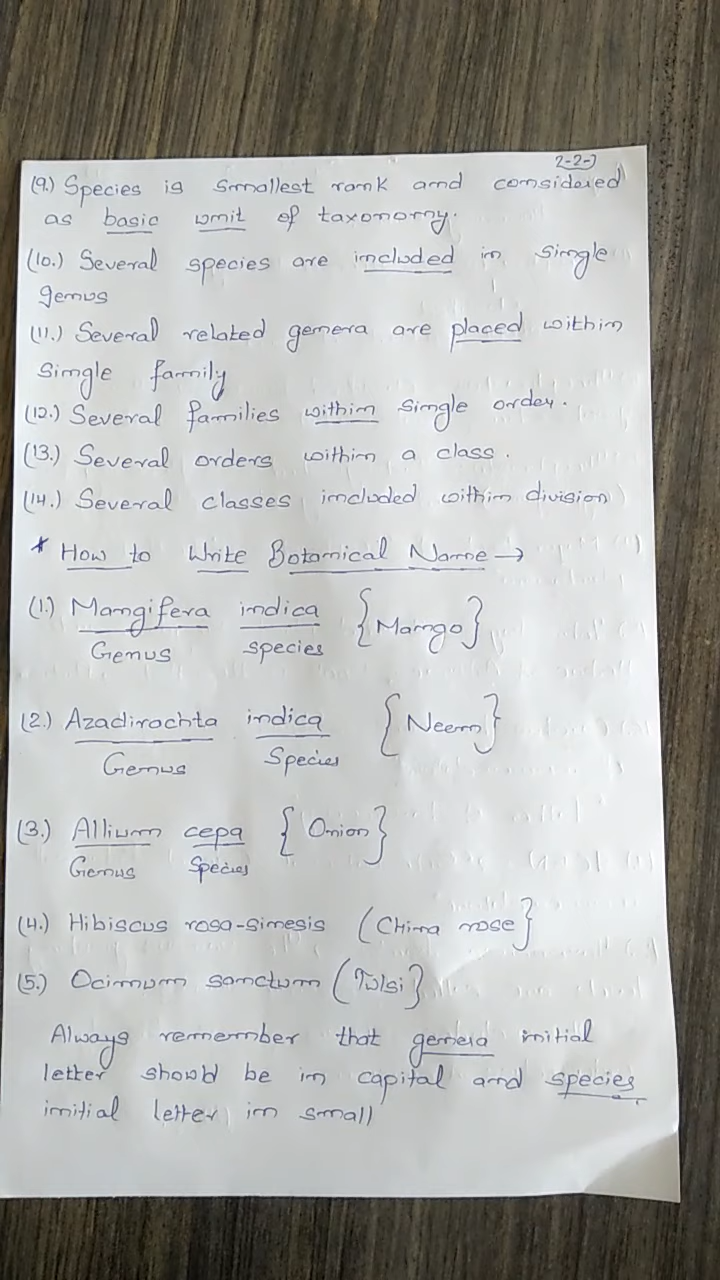 2-2-7
(9.) Species is smallest rank and considered
as basic unit of taxonomy.
(10.) Several species are included in single
genus
(11.) Several related genera are placed within
single family
(12.) Several families within single order.
(13.) Several orders within a class.
(14.) Several classes included within division
* How to Write Botanical Name →
(1.) Mangifera indica {Mango}
Genus species
(2.) Azadirachta indica {Neem}
Genus Species
(3.) Allium cepa {Onion}
Genus Species
(4.) Hibiscus rosa-sinesis (China rose}
(5.) Ocimum sanctum (Tulsi}
Always remember that genera initial
letter should be in capital and species
initial letter in small